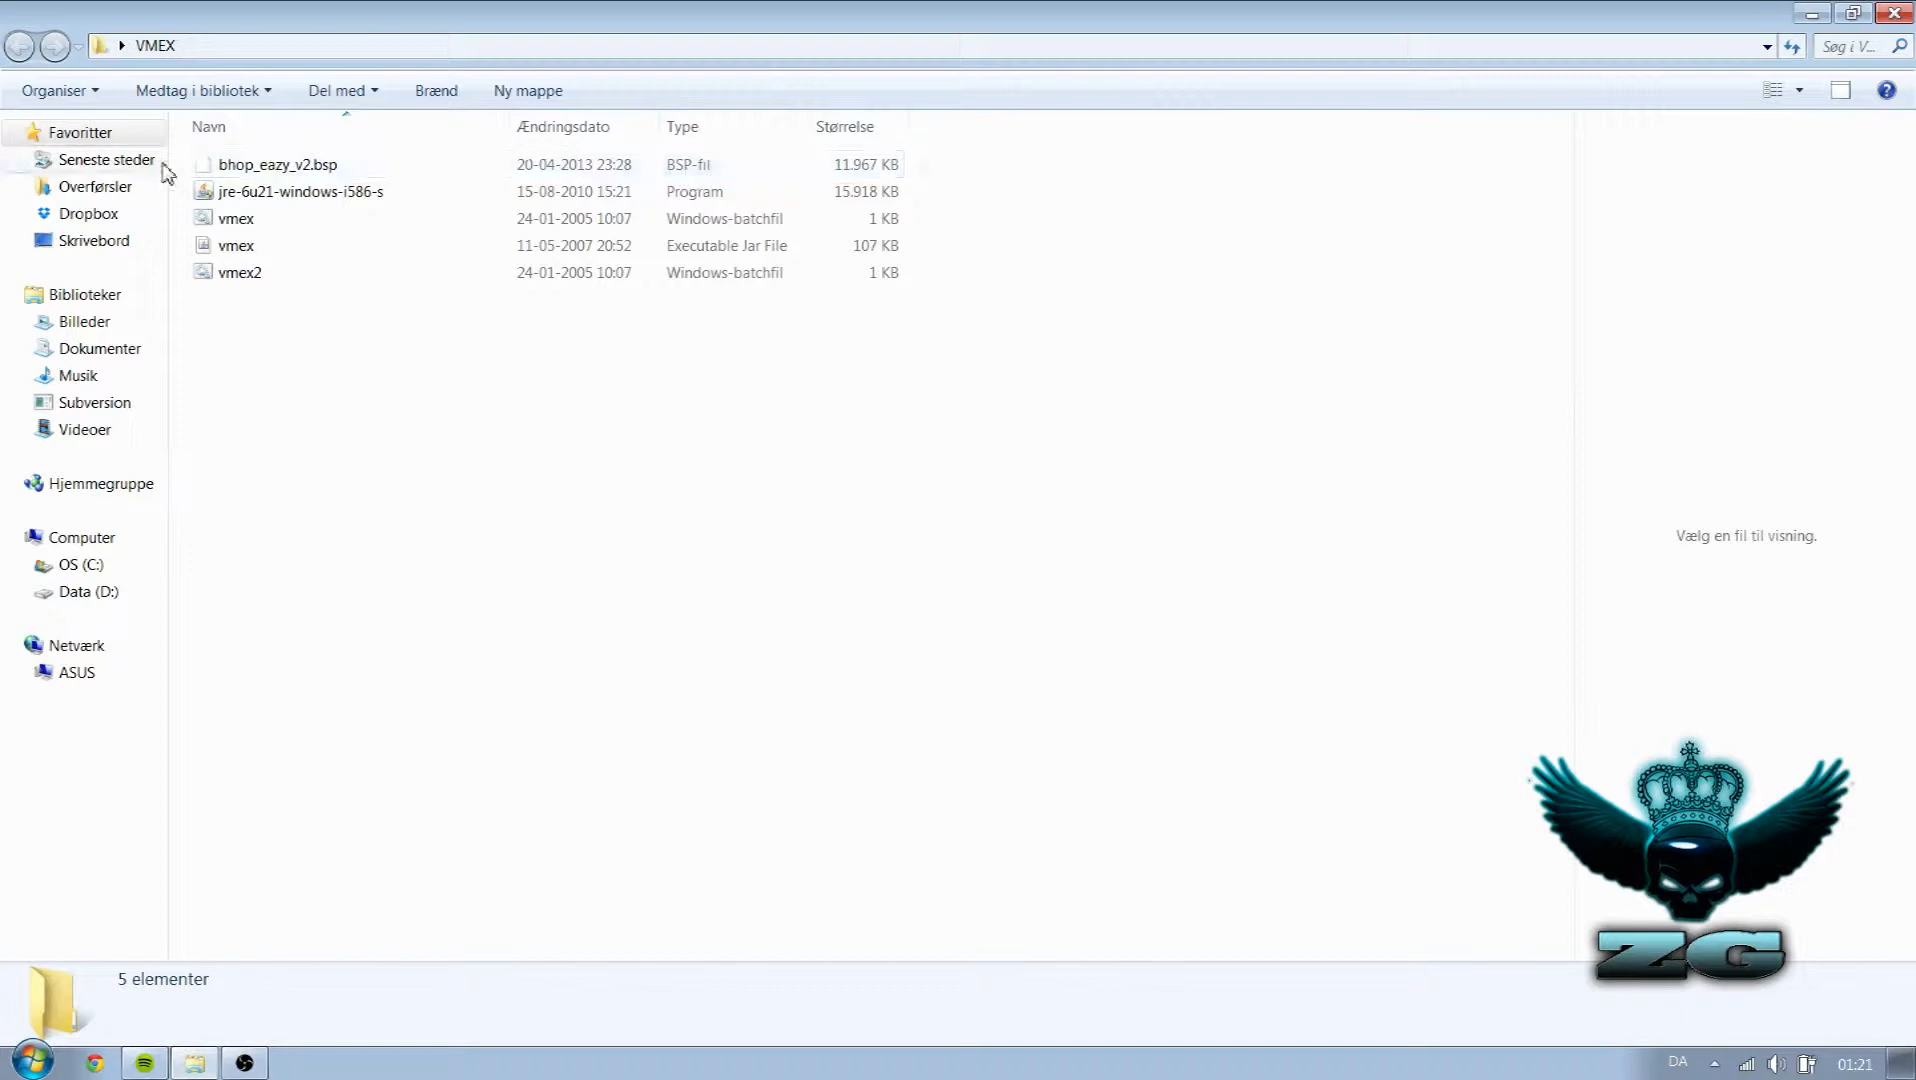 VMEX
Søg i V...
Organiser
Medtag i bibliotek
Del med
Brænd
Ny mappe
Favoritter
Seneste steder
Overførsler
Dropbox
Skrivebord
Biblioteker
Billeder
Dokumenter
Musik
Subversion
Videoer
Hjemmegruppe
Computer
OS (C:)
Data (D:)
Netværk
ASUS
Navn Ændringsdato Type Størrelse
bhop_eazy_v2.bsp 20-04-2013 23:28 BSP-fil 11.967 KB
jre-6u21-windows-i586-s 15-08-2010 15:21 Program 15.918 KB
vmex 24-01-2005 10:07 Windows-batchfil 1 KB
vmex 11-05-2007 20:52 Executable Jar File 107 KB
vmex2 24-01-2005 10:07 Windows-batchfil 1 KB
Vælg en fil til visning.
ZG
5 elementer
DA
01:21